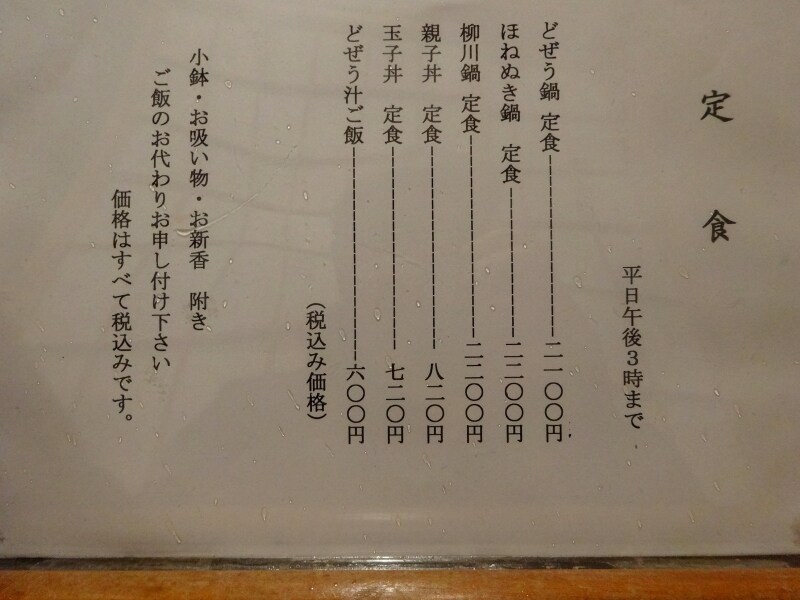 定食
平日午後3時まで
どぜう鍋 定食 二一〇〇円
ほねぬき鍋 定食 二二〇〇円
柳川鍋 定食 二二〇〇円
親子丼 定食 八二〇円
玉子丼 定食 七二〇円
どぜう汁ご飯 六〇〇円
（税込み価格）
小鉢・お吸い物・お新香 附き
ご飯のお代わりお申し付け下さい
価格はすべて税込みです。